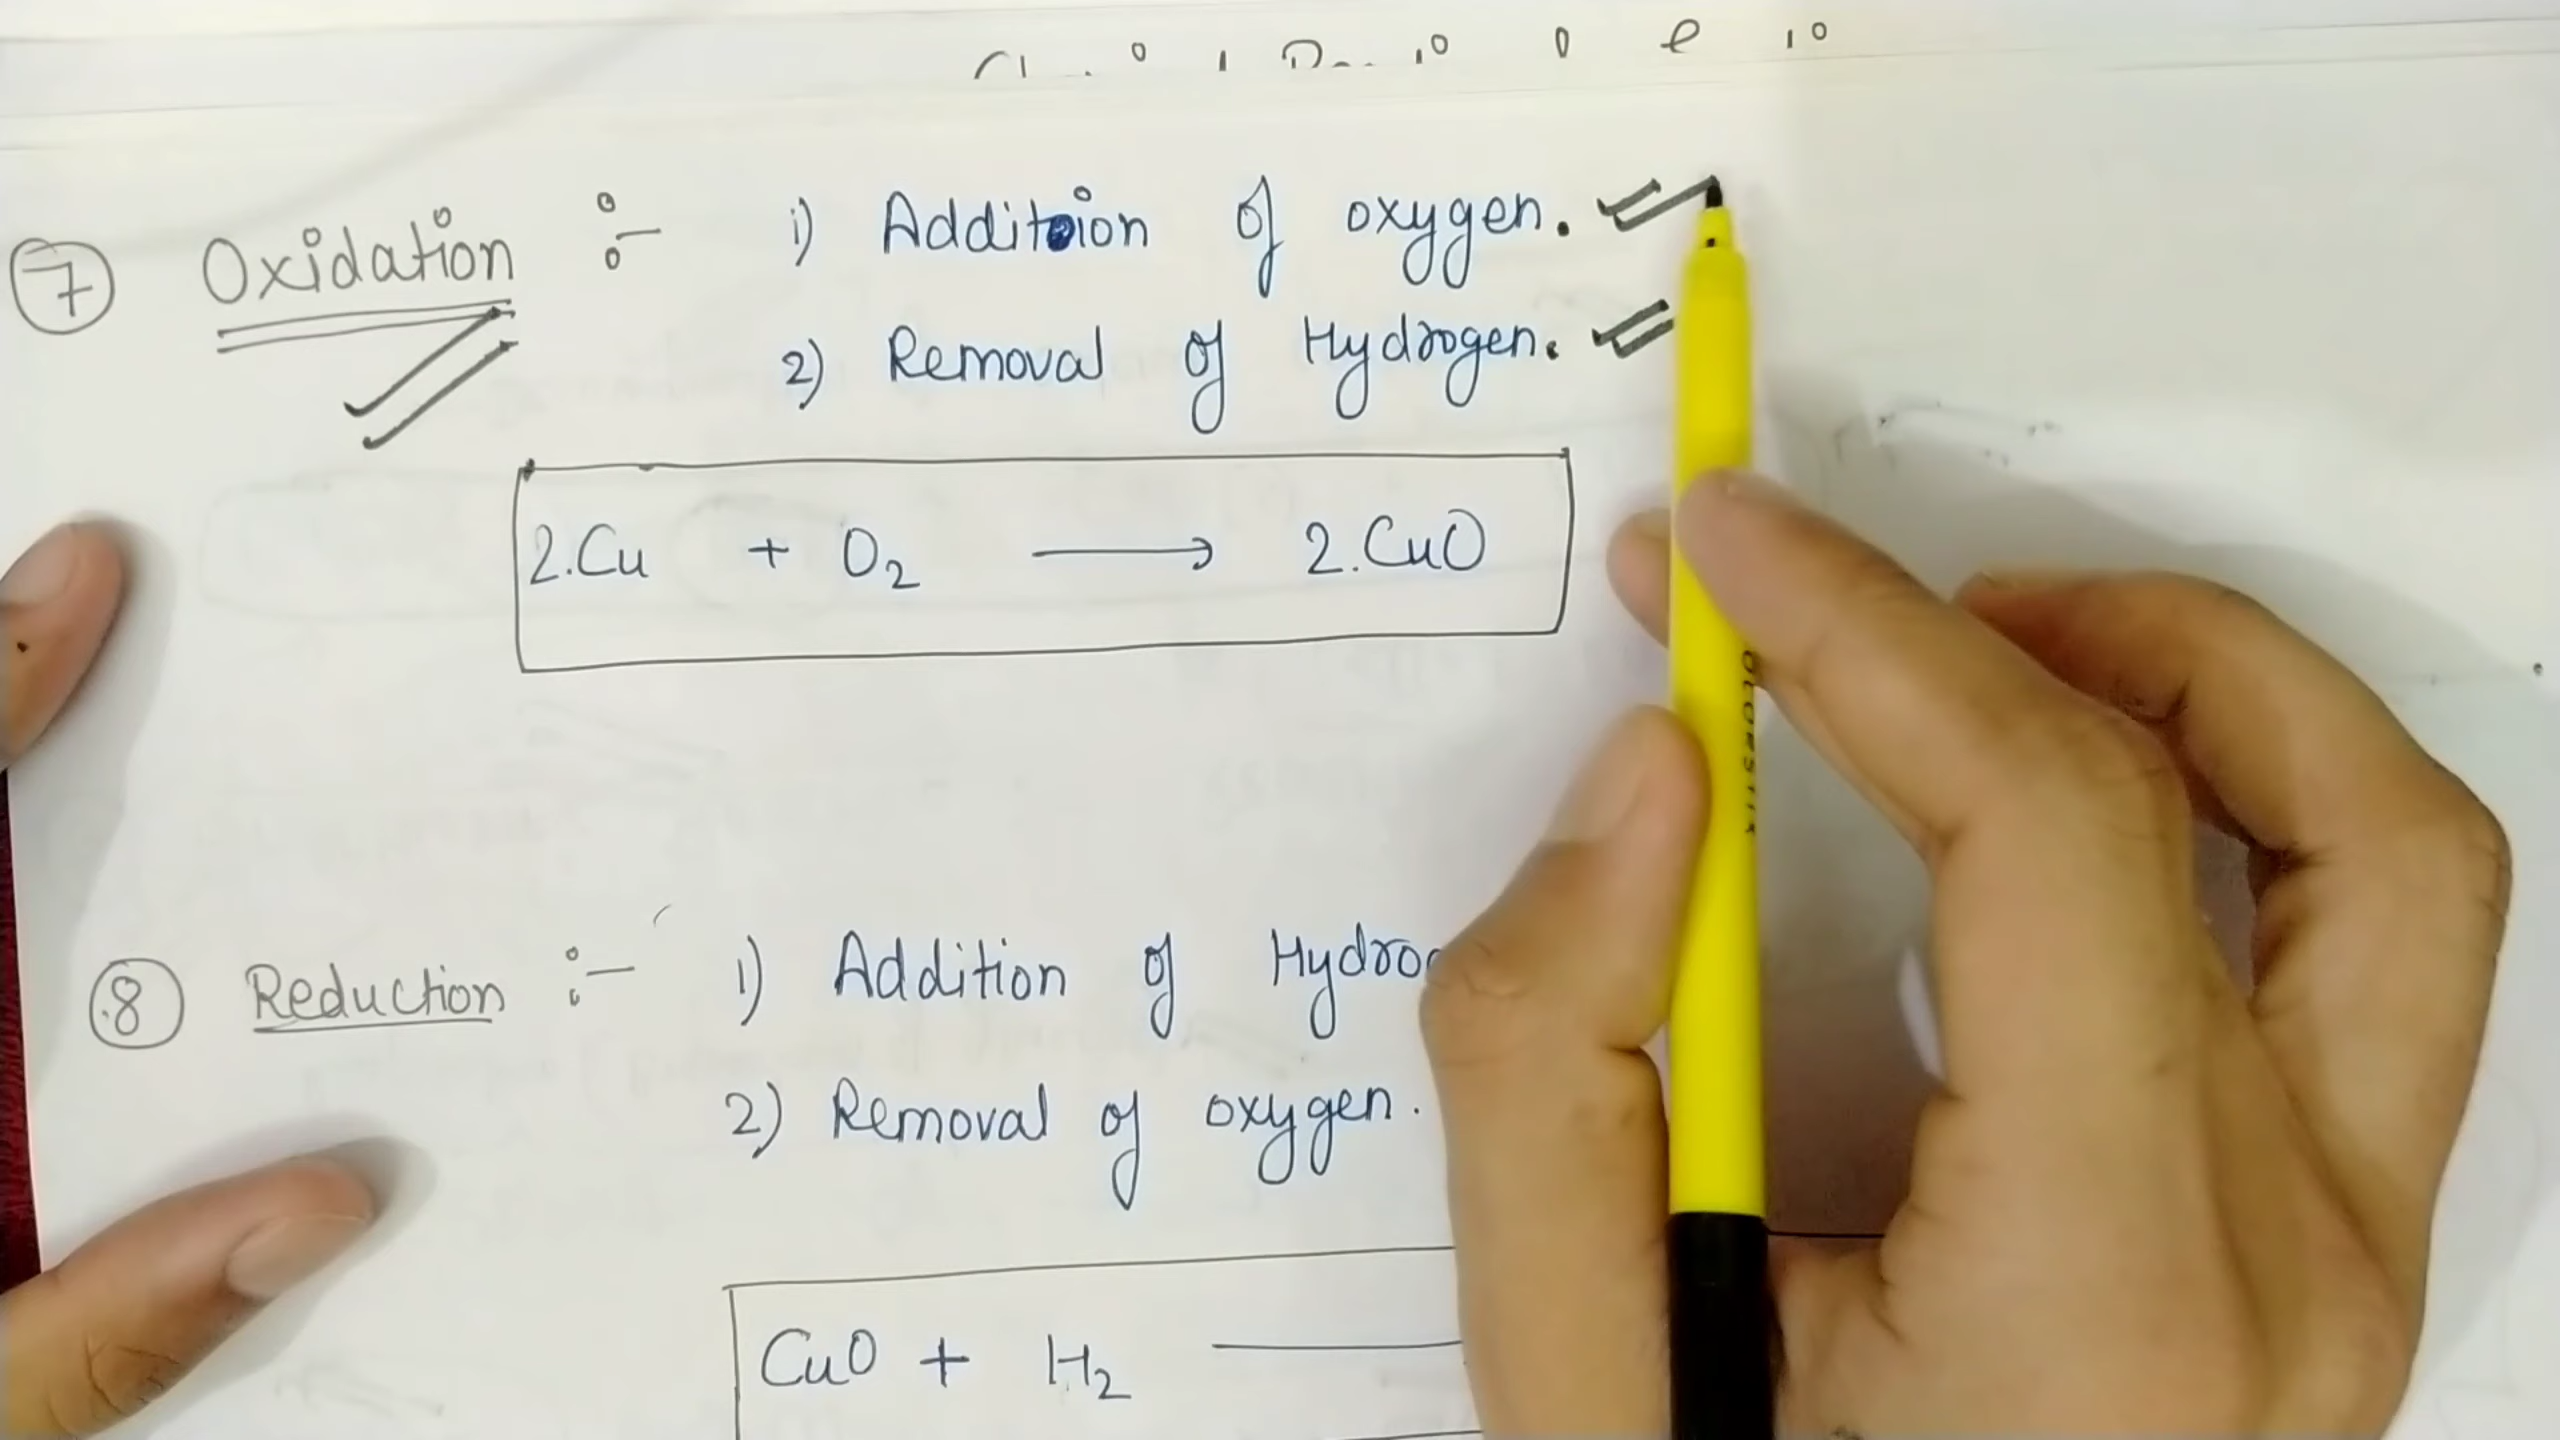 7 Oxidation :- 1) Addition of oxygen.
2) Removal of Hydrogen.
2.Cu + O₂ ⟶ 2.CuO
8 Reduction :- 1) Addition of
2) Removal of oxygen.
CuO + H₂